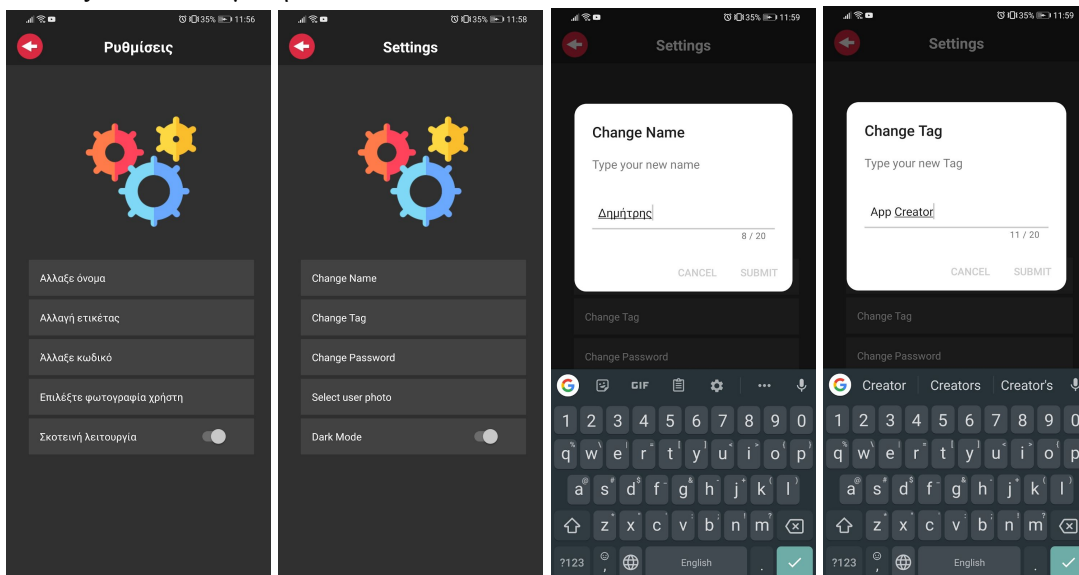 35% 11:56
Ρυθμίσεις
Αλλαξε όνομα
Αλλαγή ετικέτας
Άλλαξε κωδικό
Επιλέξτε φωτογραφία χρήστη
Σκοτεινή λειτουργία
35% 11:58
Settings
Change Name
Change Tag
Change Password
Select user photo
Dark Mode
35% 11:59
Settings
Change Name
Type your new name
Δημήτρης
8 / 20
CANCEL SUBMIT
Change Tag
Change Password
G GIF
1 2 3 4 5 6 7 8 9 0
q w e r t y u i o p
a s d f g h j k l
z x c v b n m
?123 , English .
35% 11:59
Settings
Change Tag
Type your new Tag
App Creator
11 / 20
CANCEL SUBMIT
Change Tag
Change Password
G Creator Creators Creator's
1 2 3 4 5 6 7 8 9 0
q w e r t y u i o p
a s d f g h j k l
z x c v b n m
?123 , English .